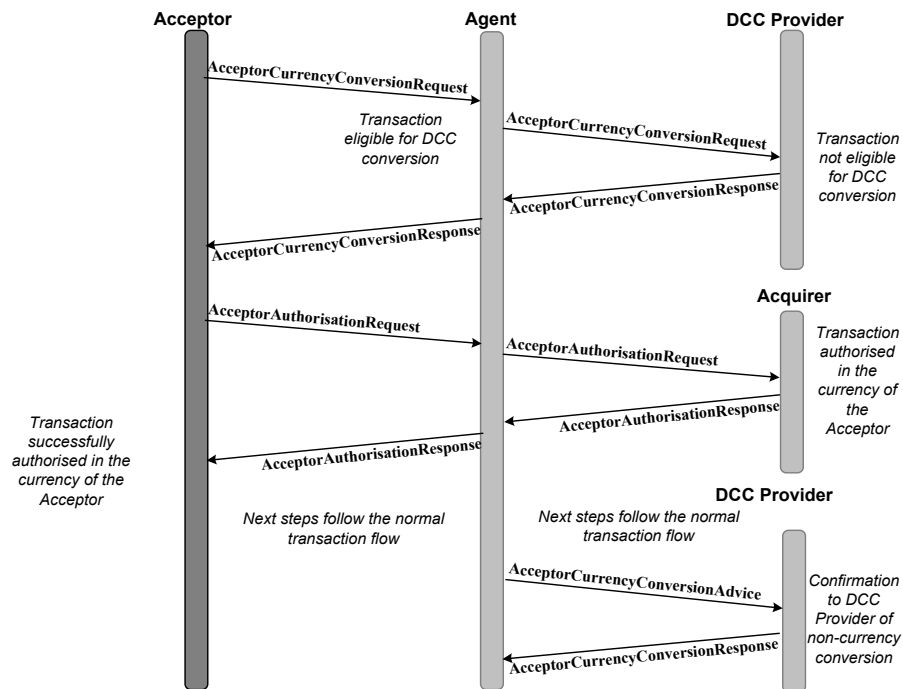 Acceptor
Agent
DCC Provider
AcceptorCurrencyConversionRequest
Transaction
eligible for DCC
conversion
AcceptorCurrencyConversionRequest
Transaction
not eligible
for DCC
conversion
AcceptorCurrencyConversionResponse
AcceptorCurrencyConversionResponse
Acquirer
AcceptorAuthorisationRequest
AcceptorAuthorisationRequest
Transaction
authorised
in the
currency of
the
Acceptor
AcceptorAuthorisationResponse
AcceptorAuthorisationResponse
Transaction
successfully
authorised in the
currency of the
Acceptor
DCC Provider
Next steps follow the normal
transaction flow
Next steps follow the normal
transaction flow
AcceptorCurrencyConversionAdvice
Confirmation
to DCC
Provider of
non-currency
conversion
AcceptorCurrencyConversionResponse